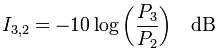 I_{3,2} = -10 \log \left( \frac{P_3}{P_2} \right) \quad \text{dB}